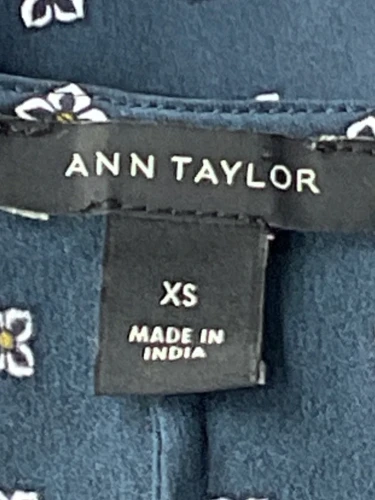 ANN TAYLOR
XS
MADE IN
INDIA